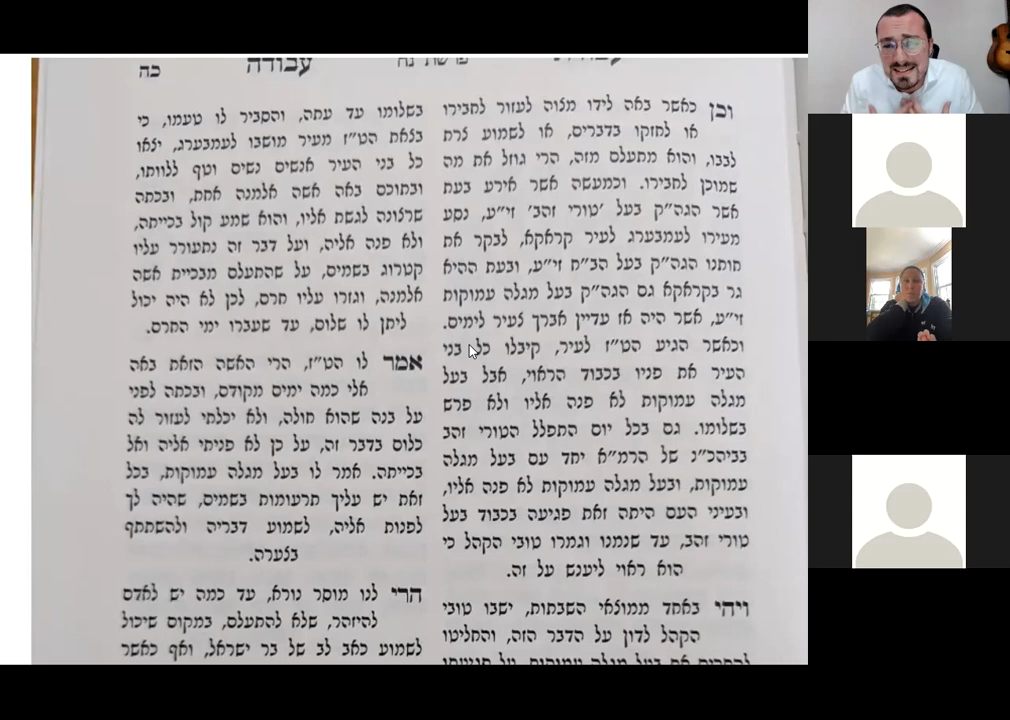 עבודה
פרשת נח
כה
וכן כאשר באה לידו מצוה לעזור לחבירו
או לחזקו בדברים, או לשמוע צרת
לבבו, והוא מתעלם מזה, הרי גוזל את מה
שמוכן לחבירו. וכמעשה אשר אירע בעת
אשר הגה"ק בעל 'טורי זהב' זי"ע, נסע
מעירו לעמבערג לעיר קראקא, לבקר את
חותנו הגה"ק בעל הב"ח זי"ע, ובעת ההיא
גר בקראקא גם הגה"ק בעל מגלה עמוקות
זי"ע, אשר היה אז עדיין אברך צעיר לימים.
וכאשר הגיע הט"ז לעיר, קיבלו כל בני
העיר את פניו בכבוד הראוי, אבל בעל
מגלה עמוקות לא פנה אליו ולא פרש
בשלומו. גם בכל יום התפלל הטורי זהב
בביהכ"נ של הרמ"א יחד עם בעל מגלה
עמוקות, ובעל מגלה עמוקות לא פנה אליו,
ובעיני העם היתה זאת פגיעה בכבוד בעל
טורי זהב, עד שנמנו וגמרו טובי הקהל כי
הוא ראוי ליענש על זה.
ויהי באחד ממוצאי השבתות, ישבו טובי
הקהל לדון על הדבר הזה, והחליטו
בשלומו עד עתה, והסביר לו טעמו, כי
בצאת הט"ז מעיר מושבו לעמבערג, יצאו
כל בני העיר אנשים נשים וטף ללוותו,
ובתוכם באה אשה אלמנה אחת, ובכתה
שרצונה לגשת אליו, והוא שמע קול בכייתה,
ולא פנה אליה, ועל דבר זה נתעורר עליו
קטרוג בשמים, על שהתעלם מבכיית אשה
אלמנה, וגזרו עליו חרם, לכן לא היה יכול
ליתן לו שלום, עד שעברו ימי החרם.
אמר לו הט"ז, הרי האשה הזאת באה
אלי כמה ימים מקודם, ובכתה לפני
על בנה שהוא חולה, ולא יכלתי לעזור לה
כלום בדבר זה, על כן לא פניתי אליה ואל
בכייתה. אמר לו בעל מגלה עמוקות, בכל
זאת יש עליך תרעומות בשמים, שהיה לך
לפנות אליה, לשמוע דבריה ולהשתתף
בצערה.
הרי לנו מוסר נורא, עד כמה יש לאדם
להיזהר, שלא להתעלם, במקום שיכול
לשמוע כאב לב של בר ישראל, ואף כאשר